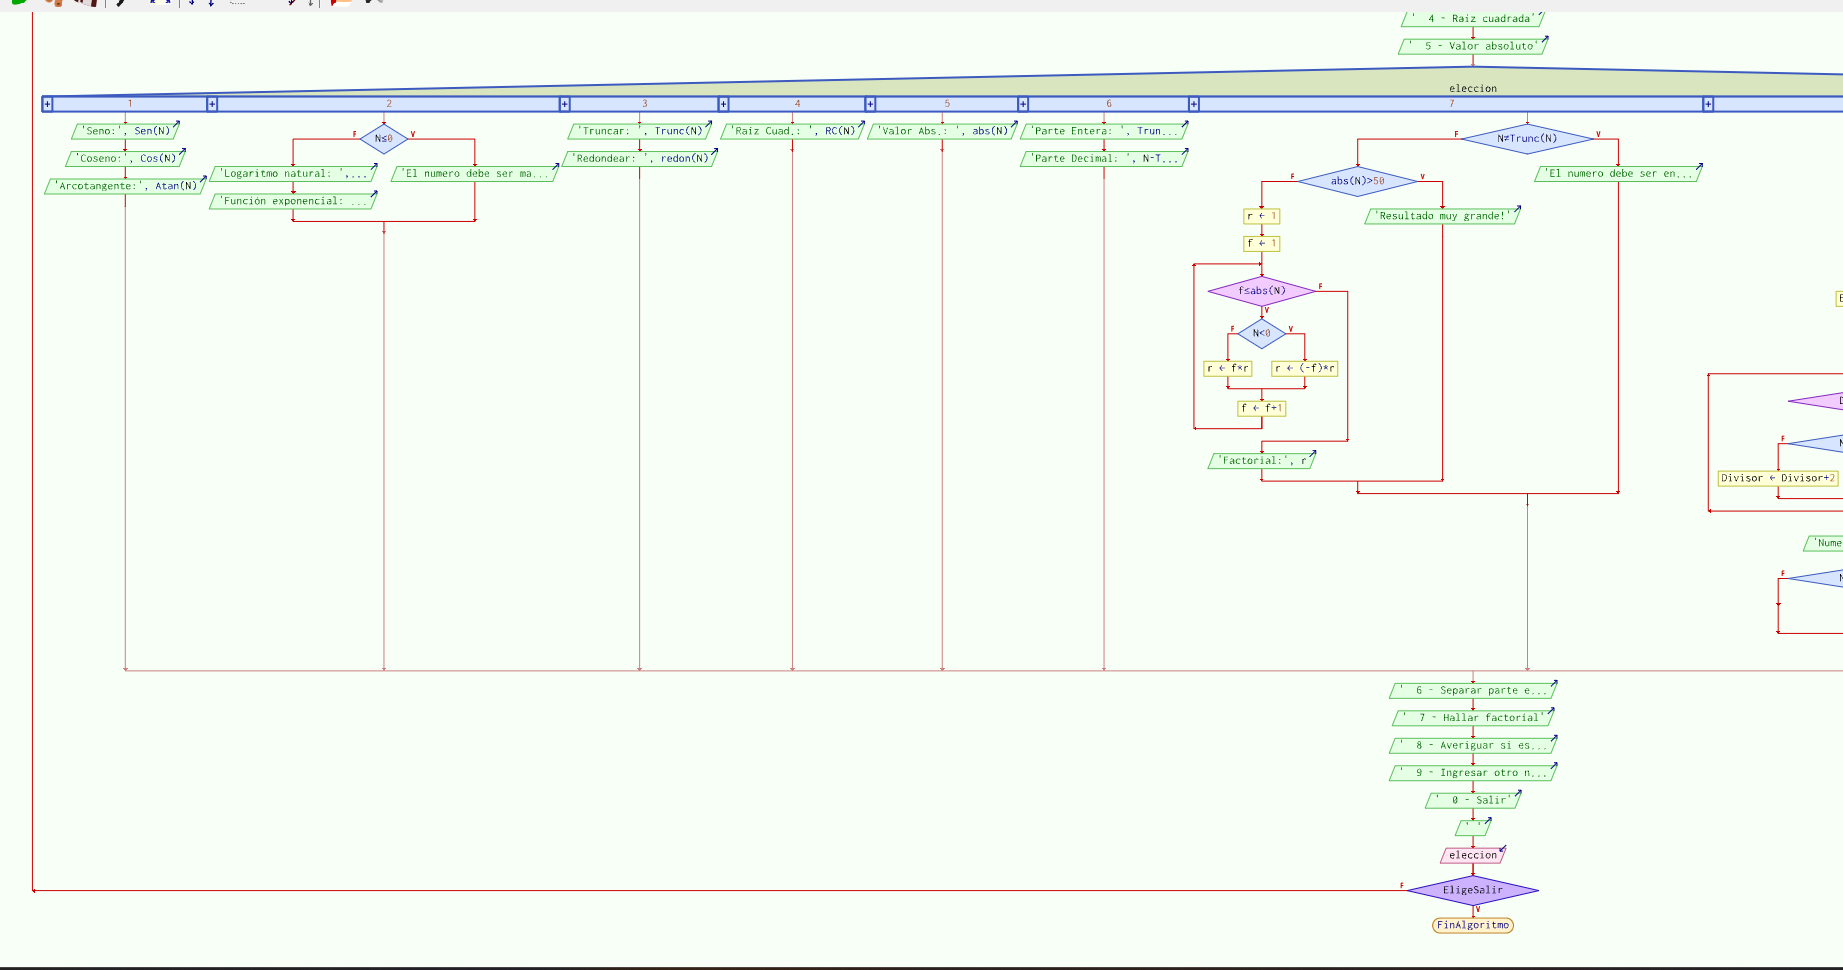 '  4 - Raiz cuadrada'
'  5 - Valor absoluto'
eleccion
+ 1 + 2 + 3 + 4 + 5 + 6 + 7 +
'Seno:', Sen(N)
'Coseno:', Cos(N)
'Arcotangente:', Atan(N)
F N≤0 V
'Logaritmo natural: ',...
'Función exponencial: ...
'El numero debe ser ma...
'Truncar: ', Trunc(N)
'Redondear: ', redon(N)
'Raiz Cuad.: ', RC(N)
'Valor Abs.: ', abs(N)
'Parte Entera: ', Trun...
'Parte Decimal: ', N-T...
F N≠Trunc(N) V
'El numero debe ser en...
F abs(N)>50 V
'Resultado muy grande!'
r ← 1
f ← 1
f≤abs(N) F
V
F N<0 V
r ← f*r
r ← (-f)*r
f ← f+1
'Factorial:', r
F
Divisor ← Divisor+2
'Nume
F
'  6 - Separar parte e...
'  7 - Hallar factorial'
'  8 - Averiguar si es...
'  9 - Ingresar otro n...
'  0 - Salir'
' '
eleccion
F EligeSalir
V
FinAlgoritmo